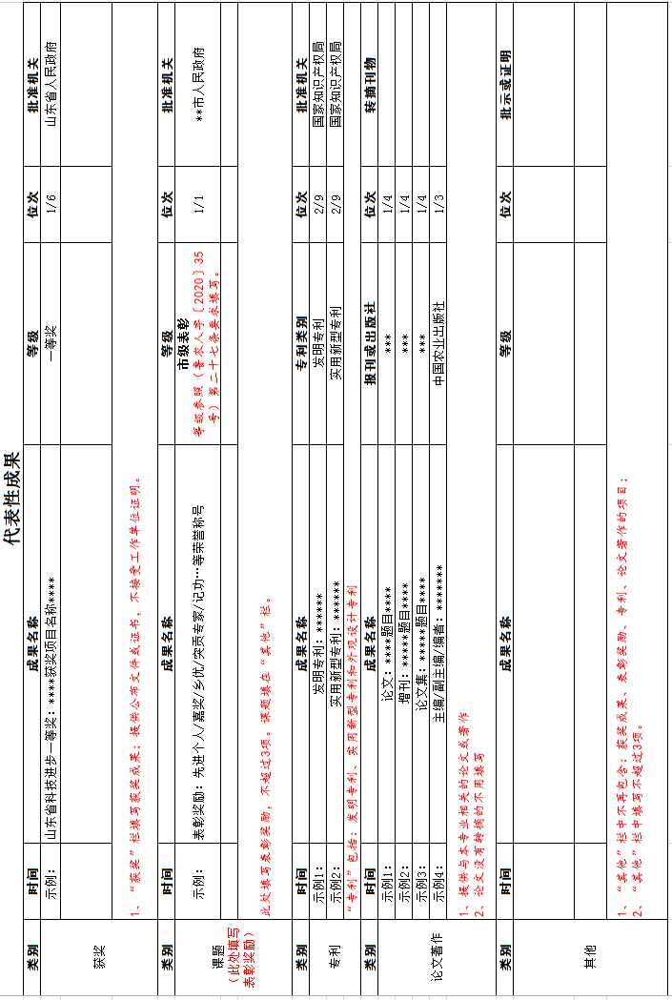 代表性成果
类别 时间 成果名称 等级 位次 批准机关
获奖 示例： 山东省科技进步一等奖：****获奖项目名称**** 一等奖 1/6 山东省人民政府
1、“获奖”栏填写获奖成果；提供公布文件或证书，不接受工作单位证明。
类别 时间 成果名称 等级 位次 批准机关
市级表彰
课题
（此处填写
表彰奖励）
示例： 表彰奖励：先进个人/嘉奖/乡优/突贡专家/记功…等荣誉称号
等级参照（鲁农人字〔2020〕35
号）第二十七条要求填写。
1/1 **市人民政府
此处填写表彰奖励，不超过3项。课题填在“其他”栏。
类别 时间 成果名称 专利类别 位次 批准机关
专利
示例1： 发明专利：****** 发明专利 2/9 国家知识产权局
示例2： 实用新型专利：****** 实用新型专利 2/9 国家知识产权局
“专利”包括：发明专利、实用新型专利和外观设计专利
类别 时间 成果名称 报刊或出版社 位次 转摘刊物
论文著作
示例1： 论文：****题目**** *** 1/4
示例2： 增刊：*****题目**** *** 1/4
示例3： 论文集：*****题目**** *** 1/4
示例4： 主编/副主编/编者：******* 中国农业出版社 1/3
1、提供与本专业相关的论文或著作
2、论文没有转摘的不用填写
类别 时间 成果名称 等级 位次 批示或证明
其他
1、“其他”栏中不再包含：获奖成果、表彰奖励、专利、论文著作的项目；
2、“其他”栏中填写不超过3项。